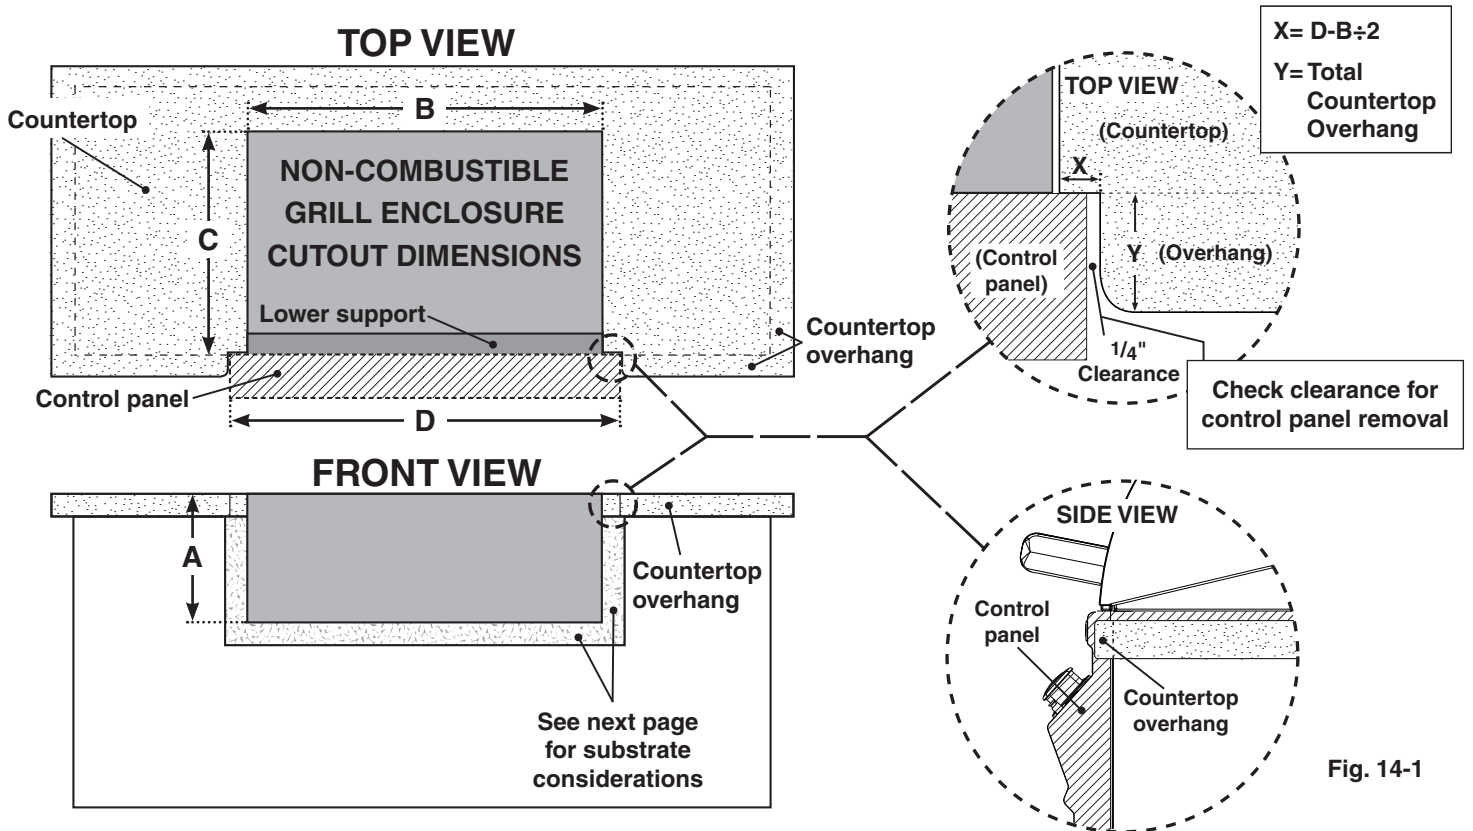 TOP VIEW
Countertop
B
NON-COMBUSTIBLE
GRILL ENCLOSURE
CUTOUT DIMENSIONS
C
Lower support
Countertop
overhang
Control panel
D
FRONT VIEW
A
Countertop
overhang
See next page
for substrate
considerations
X= D-B÷2
Y= Total
Countertop
Overhang
TOP VIEW
(Countertop)
X
(Control
panel)
Y
(Overhang)
1/4"
Clearance
Check clearance for
control panel removal
SIDE VIEW
Control
panel
Countertop
overhang
Fig. 14-1